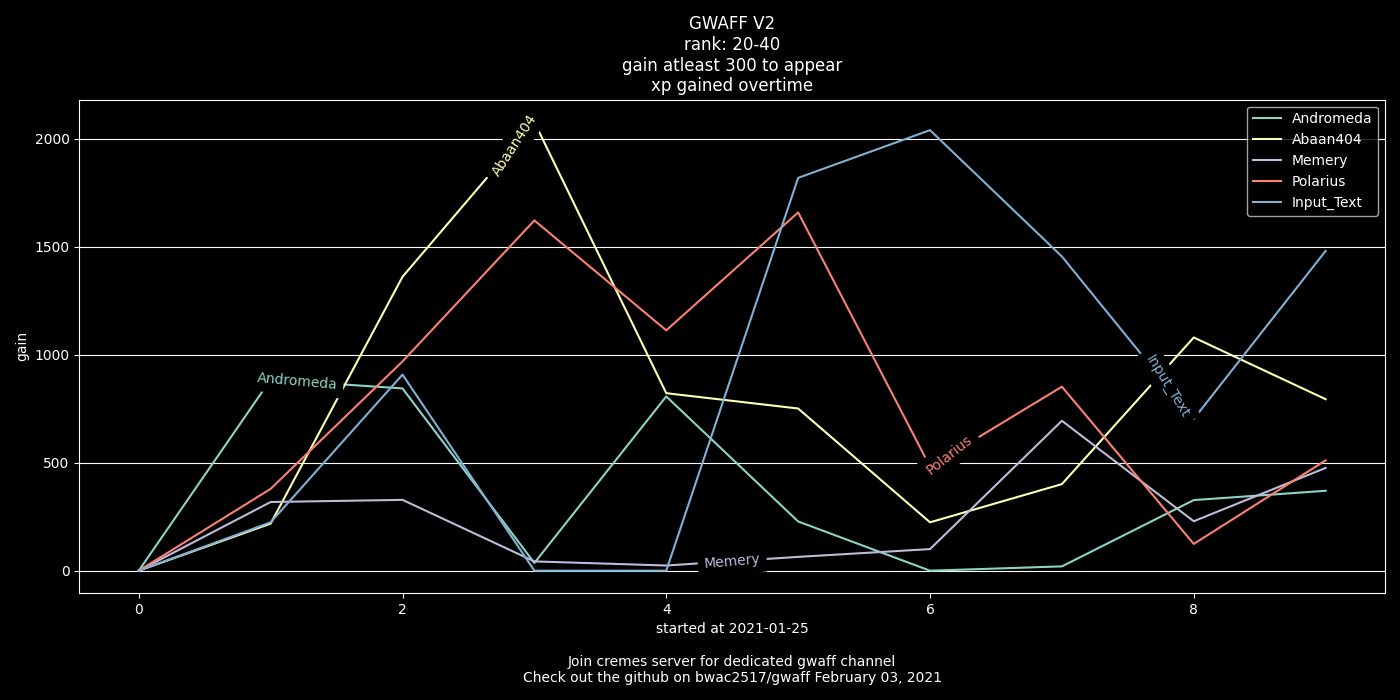 GWAFF V2
rank: 20-40
gain atleast 300 to appear
xp gained overtime
Andromeda
Abaan404
Memery
Polarius
Input_Text
Abaan404
Andromeda
Input_Text
Polarius
Memery
gain
2000
1500
1000
500
0
0
2
4
6
8
started at 2021-01-25
Join cremes server for dedicated gwaff channel
Check out the github on bwac2517/gwaff February 03, 2021